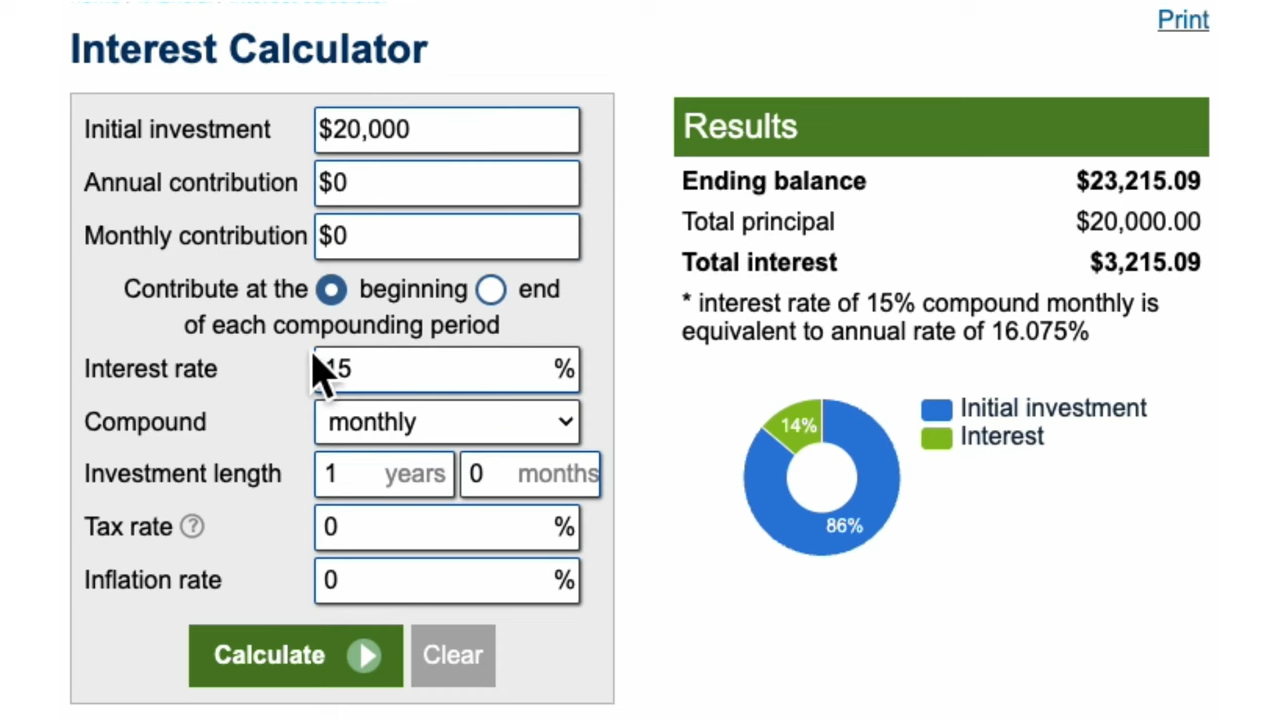 Print
Interest Calculator
Initial investment $20,000
Annual contribution $0
Monthly contribution $0
Contribute at the beginning end
of each compounding period
Interest rate 15 %
Compound monthly
Investment length 1 years 0 months
Tax rate ? 0 %
Inflation rate 0 %
Calculate Clear
Results
Ending balance $23,215.09
Total principal $20,000.00
Total interest $3,215.09
* interest rate of 15% compound monthly is
equivalent to annual rate of 16.075%
14%
86%
Initial investment
Interest